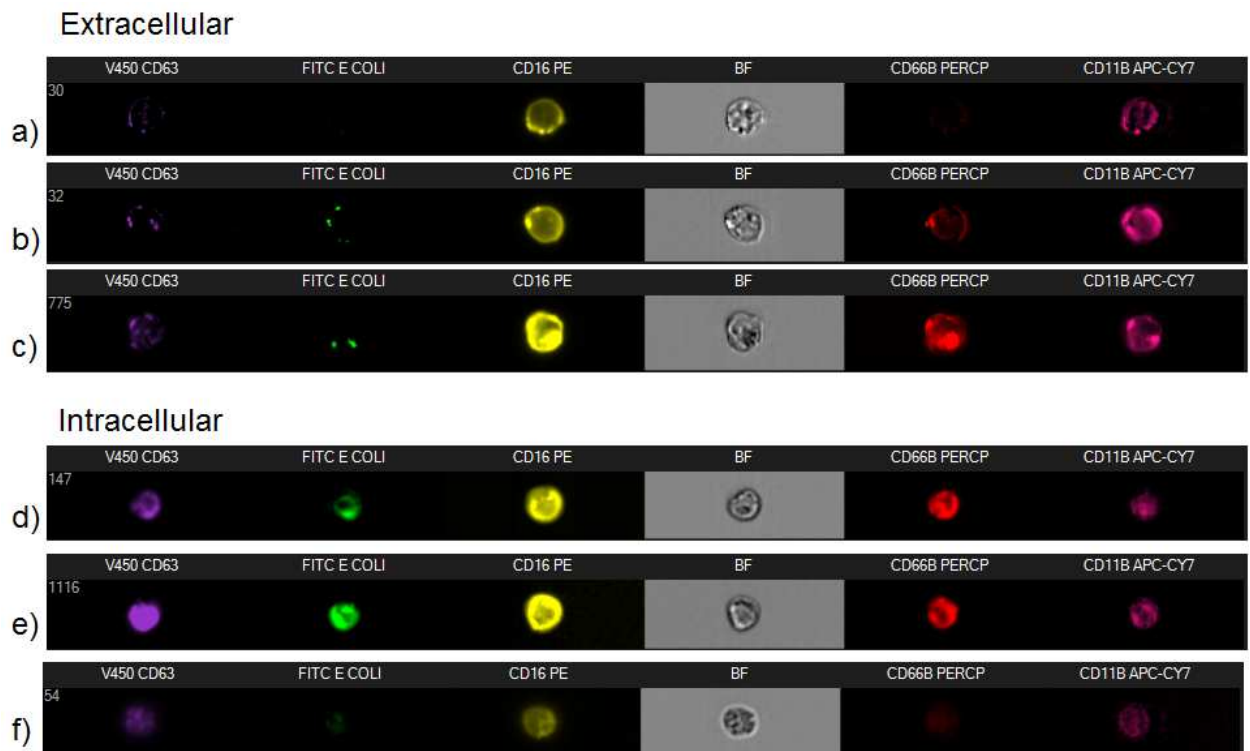 Extracellular
V450 CD63 FITC E COLI CD16 PE BF CD66B PERCP CD11B APC-CY7
30
a)
V450 CD63 FITC E COLI CD16 PE BF CD66B PERCP CD11B APC-CY7
32
b)
V450 CD63 FITC E COLI CD16 PE BF CD66B PERCP CD11B APC-CY7
775
c)
Intracellular
V450 CD63 FITC E COLI CD16 PE BF CD66B PERCP CD11B APC-CY7
147
d)
V450 CD63 FITC E COLI CD16 PE BF CD66B PERCP CD11B APC-CY7
1116
e)
V450 CD63 FITC E COLI CD16 PE BF CD66B PERCP CD11B APC-CY7
54
f)